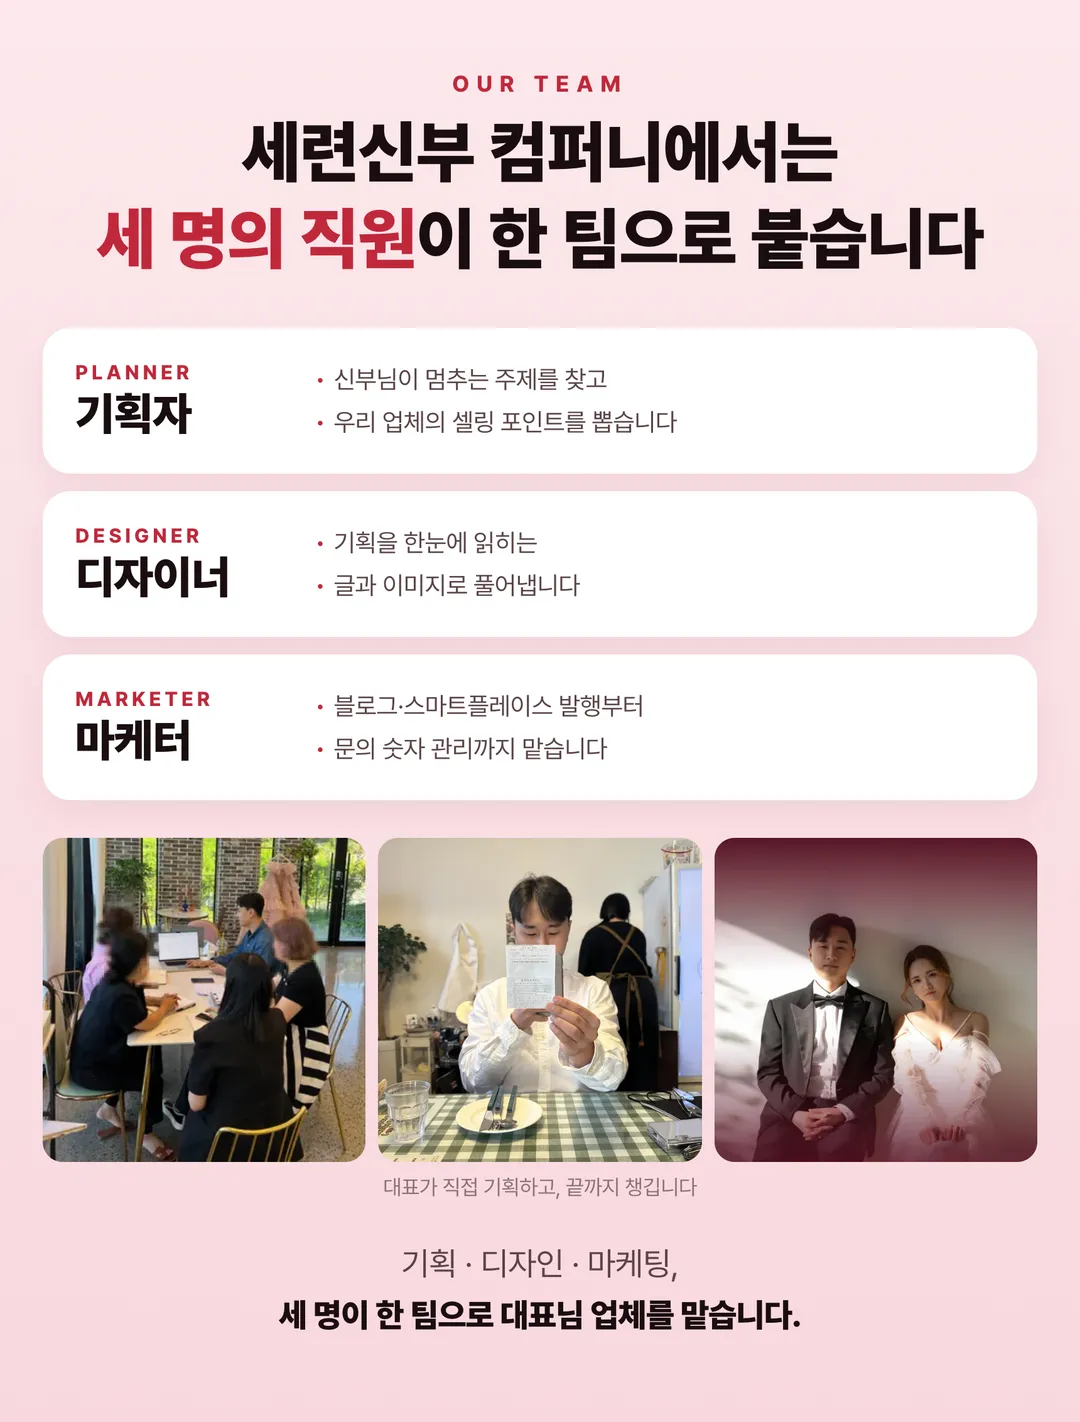 OUR TEAM
세련신부 컴퍼니에서는
세 명의 직원이 한 팀으로 붙습니다
PLANNER
기획자
• 신부님이 멈추는 주제를 찾고
• 우리 업체의 셀링 포인트를 뽑습니다
DESIGNER
디자이너
• 기획을 한눈에 읽히는
• 글과 이미지로 풀어냅니다
MARKETER
마케터
• 블로그·스마트플레이스 발행부터
• 문의 숫자 관리까지 맡습니다
대표가 직접 기획하고, 끝까지 챙깁니다
기획 · 디자인 · 마케팅,
세 명이 한 팀으로 대표님 업체를 맡습니다.